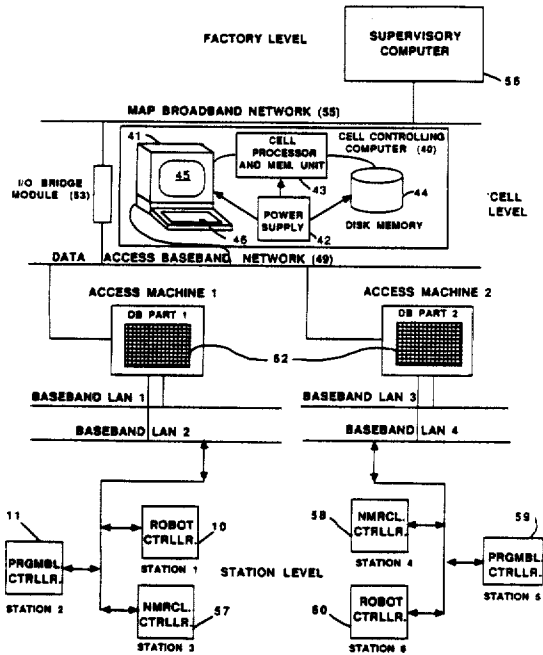 FACTORY LEVEL
SUPERVISORY
COMPUTER
56
MAP BROADBAND NETWORK (55)
41
45
46
CELL
PROCESSOR
AND MEM. UNIT
43
CELL CONTROLLING
COMPUTER (40)
44
DISK MEMORY
POWER
SUPPLY
42
I/O BRIDGE
MODULE (53)
CELL
LEVEL
DATA ACCESS BASEBAND NETWORK (49)
ACCESS MACHINE 1
DB PART 1
ACCESS MACHINE 2
DB PART 2
52
BASEBAND LAN 1
BASEBAND LAN 2
BASEBAND LAN 3
BASEBAND LAN 4
11
PRGMBL.
CTRLLR.
STATION 2
ROBOT
CTRLLR.
10
STATION 1
NMRCL.
CTRLLR.
57
STATION 3
STATION LEVEL
58
NMRCL.
CTRLLR.
STATION 4
59
PRGMBL.
CTRLLR.
STATION 5
60
ROBOT
CTRLLR.
STATION 6